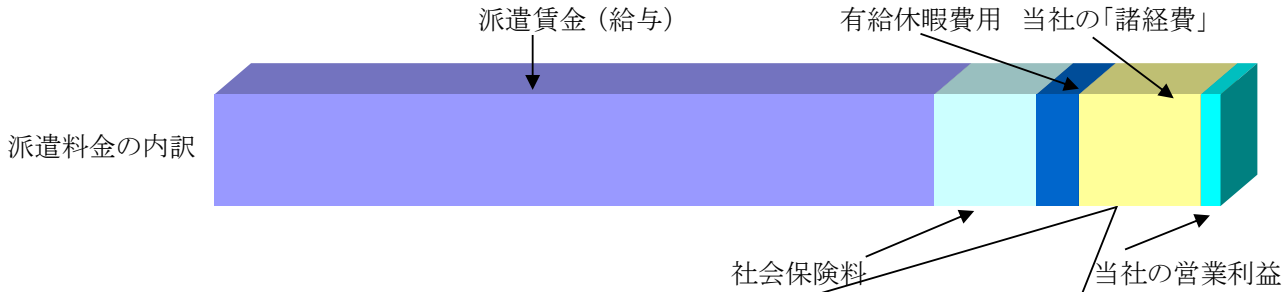 派遣賃金（給与）
有給休暇費用
当社の「諸経費」
派遣料金の内訳
社会保険料
当社の営業利益